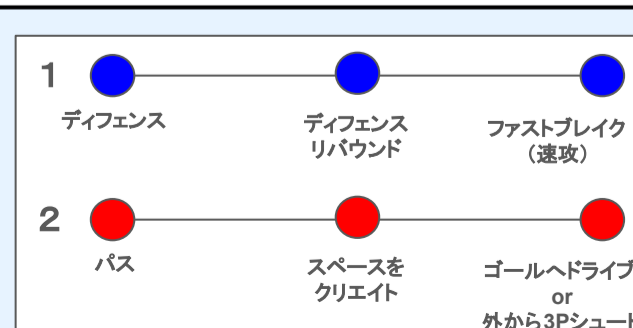 1
ディフェンス
ディフェンス
リバウンド
ファストブレイク
（速攻）
2
パス
スペースを
クリエイト
ゴールへドライブ
or
外から3Pシュート